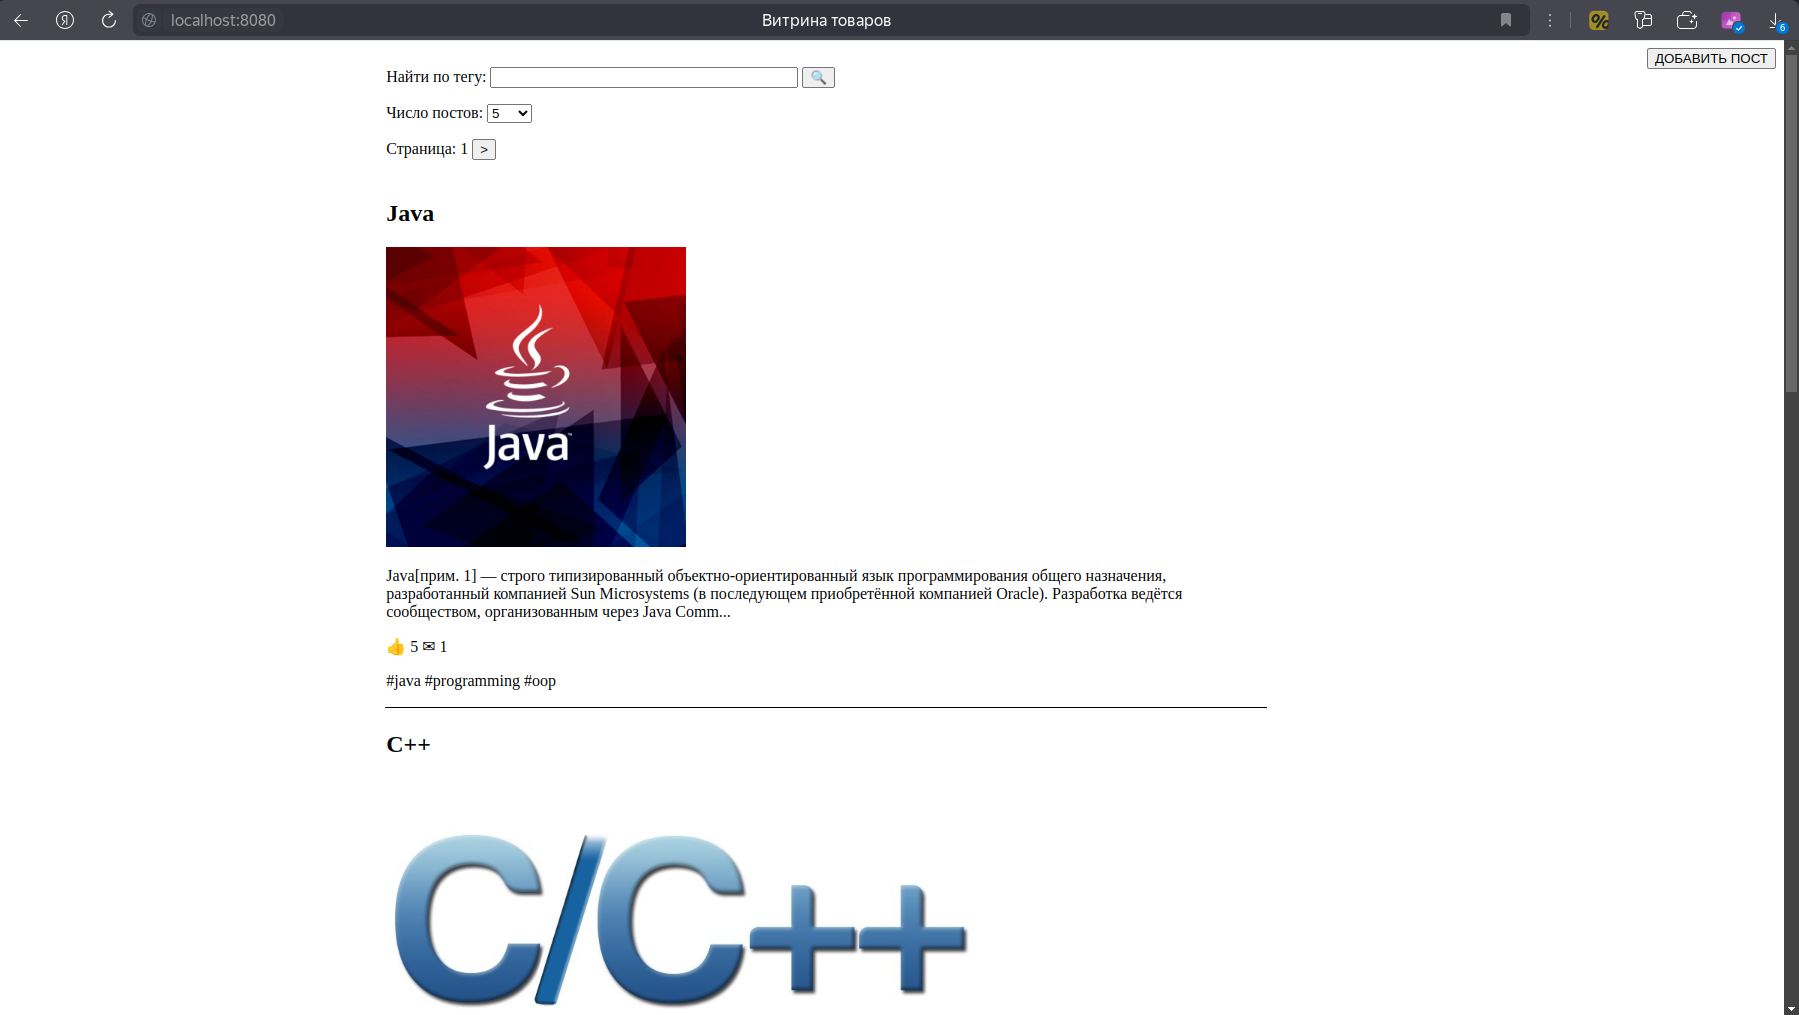 localhost:8080
Витрина товаров
6
ДОБАВИТЬ ПОСТ
Найти по тегу:
Число постов: 5
Страница: 1 >
Java
Java™
Java[прим. 1] — строго типизированный объектно-ориентированный язык программирования общего назначения,
разработанный компанией Sun Microsystems (в последующем приобретённой компанией Oracle). Разработка ведётся
сообществом, организованным через Java Comm...
👍 5 ✉ 1
#java #programming #oop
C++
C/C++